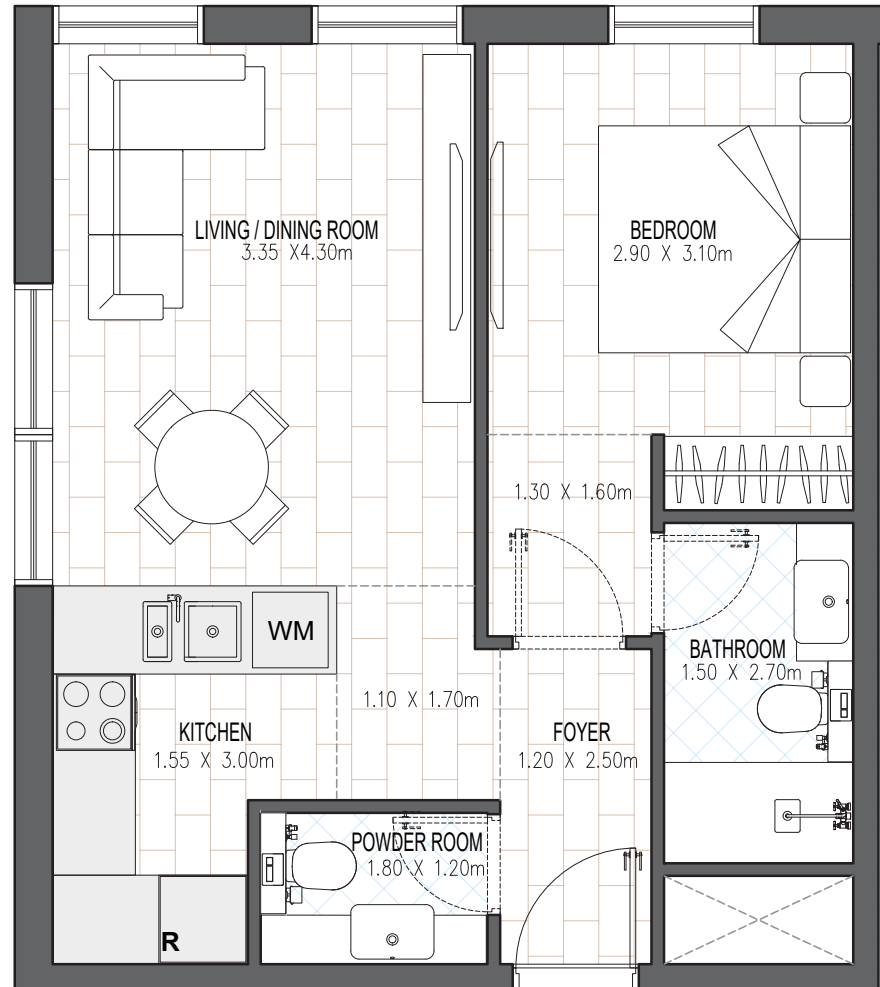 LIVING / DINING ROOM
3.35 X4.30m
BEDROOM
2.90 X 3.10m
1.30 X 1.60m
WM
BATHROOM
1.50 X 2.70m
1.10 X 1.70m
KITCHEN
1.55 X 3.00m
FOYER
1.20 X 2.50m
POWDER ROOM
1.80 X 1.20m
R